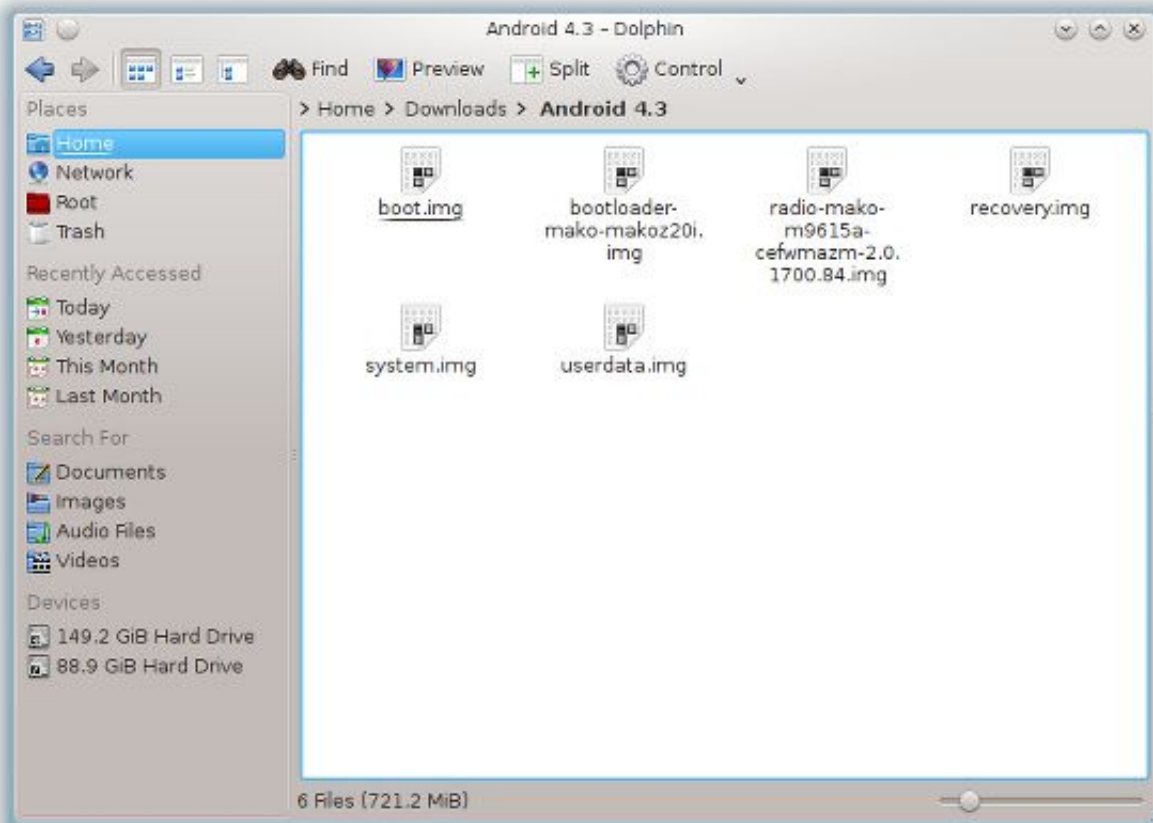 Android 4.3 – Dolphin
Find Preview Split Control
Places
> Home > Downloads > Android 4.3
Home
Network
Root
Trash
Recently Accessed
Today
Yesterday
This Month
Last Month
Search For
Documents
Images
Audio Files
Videos
Devices
149.2 GiB Hard Drive
88.9 GiB Hard Drive
boot.img
bootloader-
mako-makoz20i.
img
radio-mako-
m9615a-
cefwmazm-2.0.
1700.84.img
recovery.img
system.img
userdata.img
6 Files (721.2 MiB)